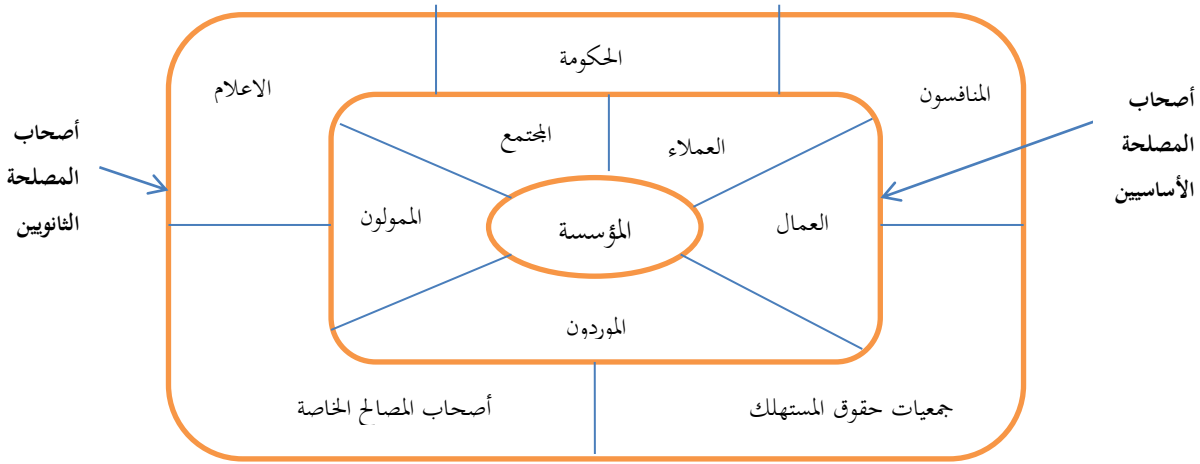 الحكومة
المنافسون
الاعلام
أصحاب
المصلحة
الأساسيين
أصحاب
المصلحة
الثانويين
المجتمع
العملاء
الممولون
المؤسسة
العمال
الموردون
أصحاب المصالح الخاصة
جمعيات حقوق المستهلك